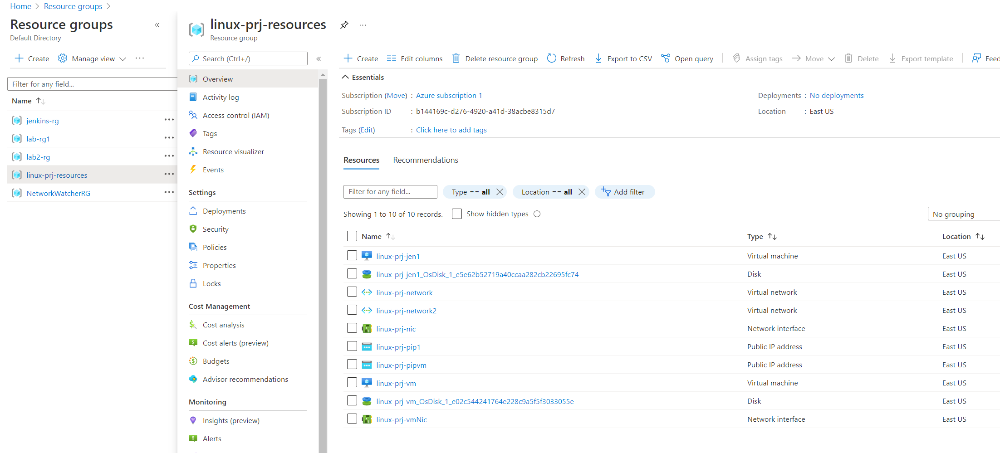 Home > Resource groups >
Resource groups
Default Directory
Create
Manage view
Filter for any field...
Name
jenkins-rg
lab-rg1
lab2-rg
linux-prj-resources
NetworkWatcherRG
linux-prj-resources
Resource group
Search (Ctrl+/)
Overview
Activity log
Access control (IAM)
Tags
Resource visualizer
Events
Settings
Deployments
Security
Policies
Properties
Locks
Cost Management
Cost analysis
Cost alerts (preview)
Budgets
Advisor recommendations
Monitoring
Insights (preview)
Alerts
Create Edit columns Delete resource group Refresh Export to CSV Open query Assign tags Move Delete Export template Feed
Essentials
Subscription (Move) : Azure subscription 1
Deployments : No deployments
Subscription ID : b144169c-d276-4920-a41d-38acbe8315d7
Location : East US
Tags (Edit) : Click here to add tags
Resources Recommendations
Filter for any field... Type == all Location == all Add filter
Showing 1 to 10 of 10 records. Show hidden types No grouping
Name Type Location
linux-prj-jen1 Virtual machine East US
linux-prj-jen1_OsDisk_1_e5e62b52719a40ccaa282cb22695fc74 Disk East US
linux-prj-network Virtual network East US
linux-prj-network2 Virtual network East US
linux-prj-nic Network interface East US
linux-prj-pip1 Public IP address East US
linux-prj-pipvm Public IP address East US
linux-prj-vm Virtual machine East US
linux-prj-vm_OsDisk_1_e02c544241764e228c9a5f5f3033055e Disk East US
linux-prj-vmNic Network interface East US